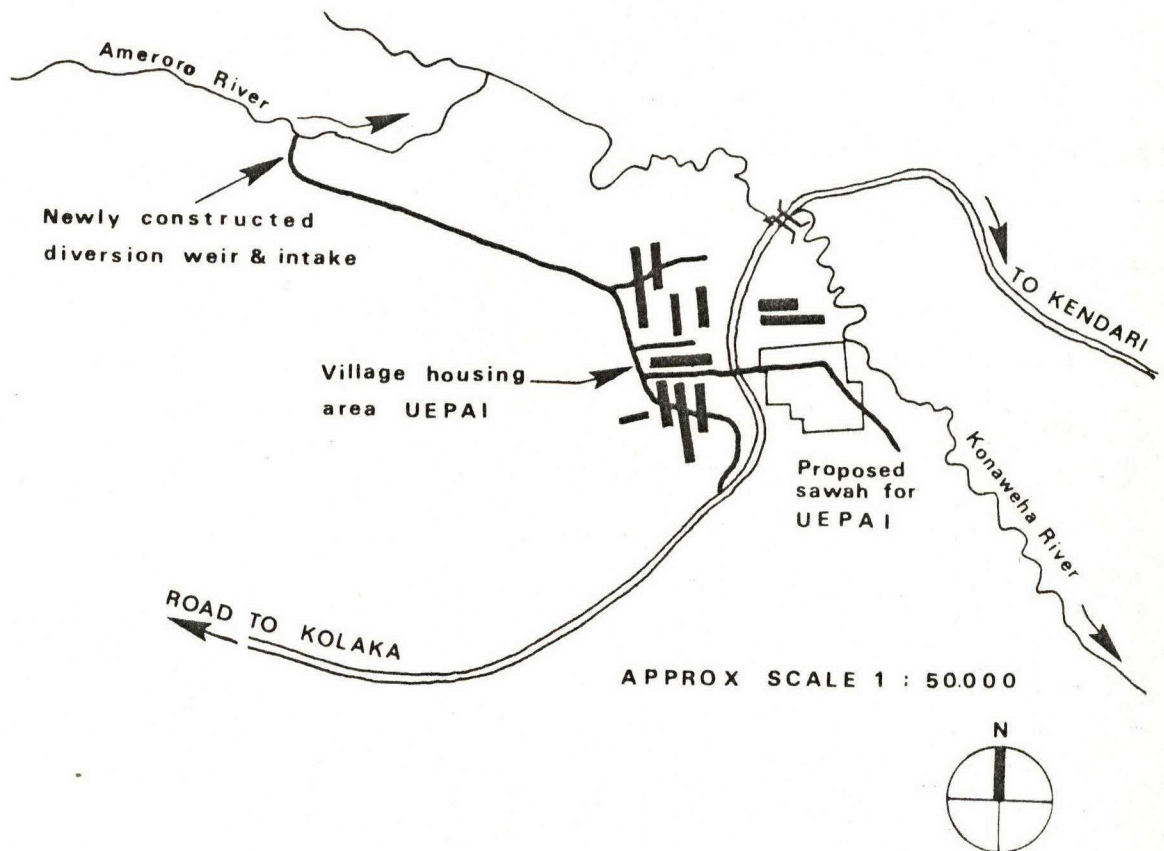 Ameroro River
Newly constructed
diversion weir & intake
TO KENDARI
Village housing
area UEPAI
Proposed
sawah for
UEPAI
Konaweha River
ROAD TO KOLAKA
APPROX SCALE 1 : 50.000
N